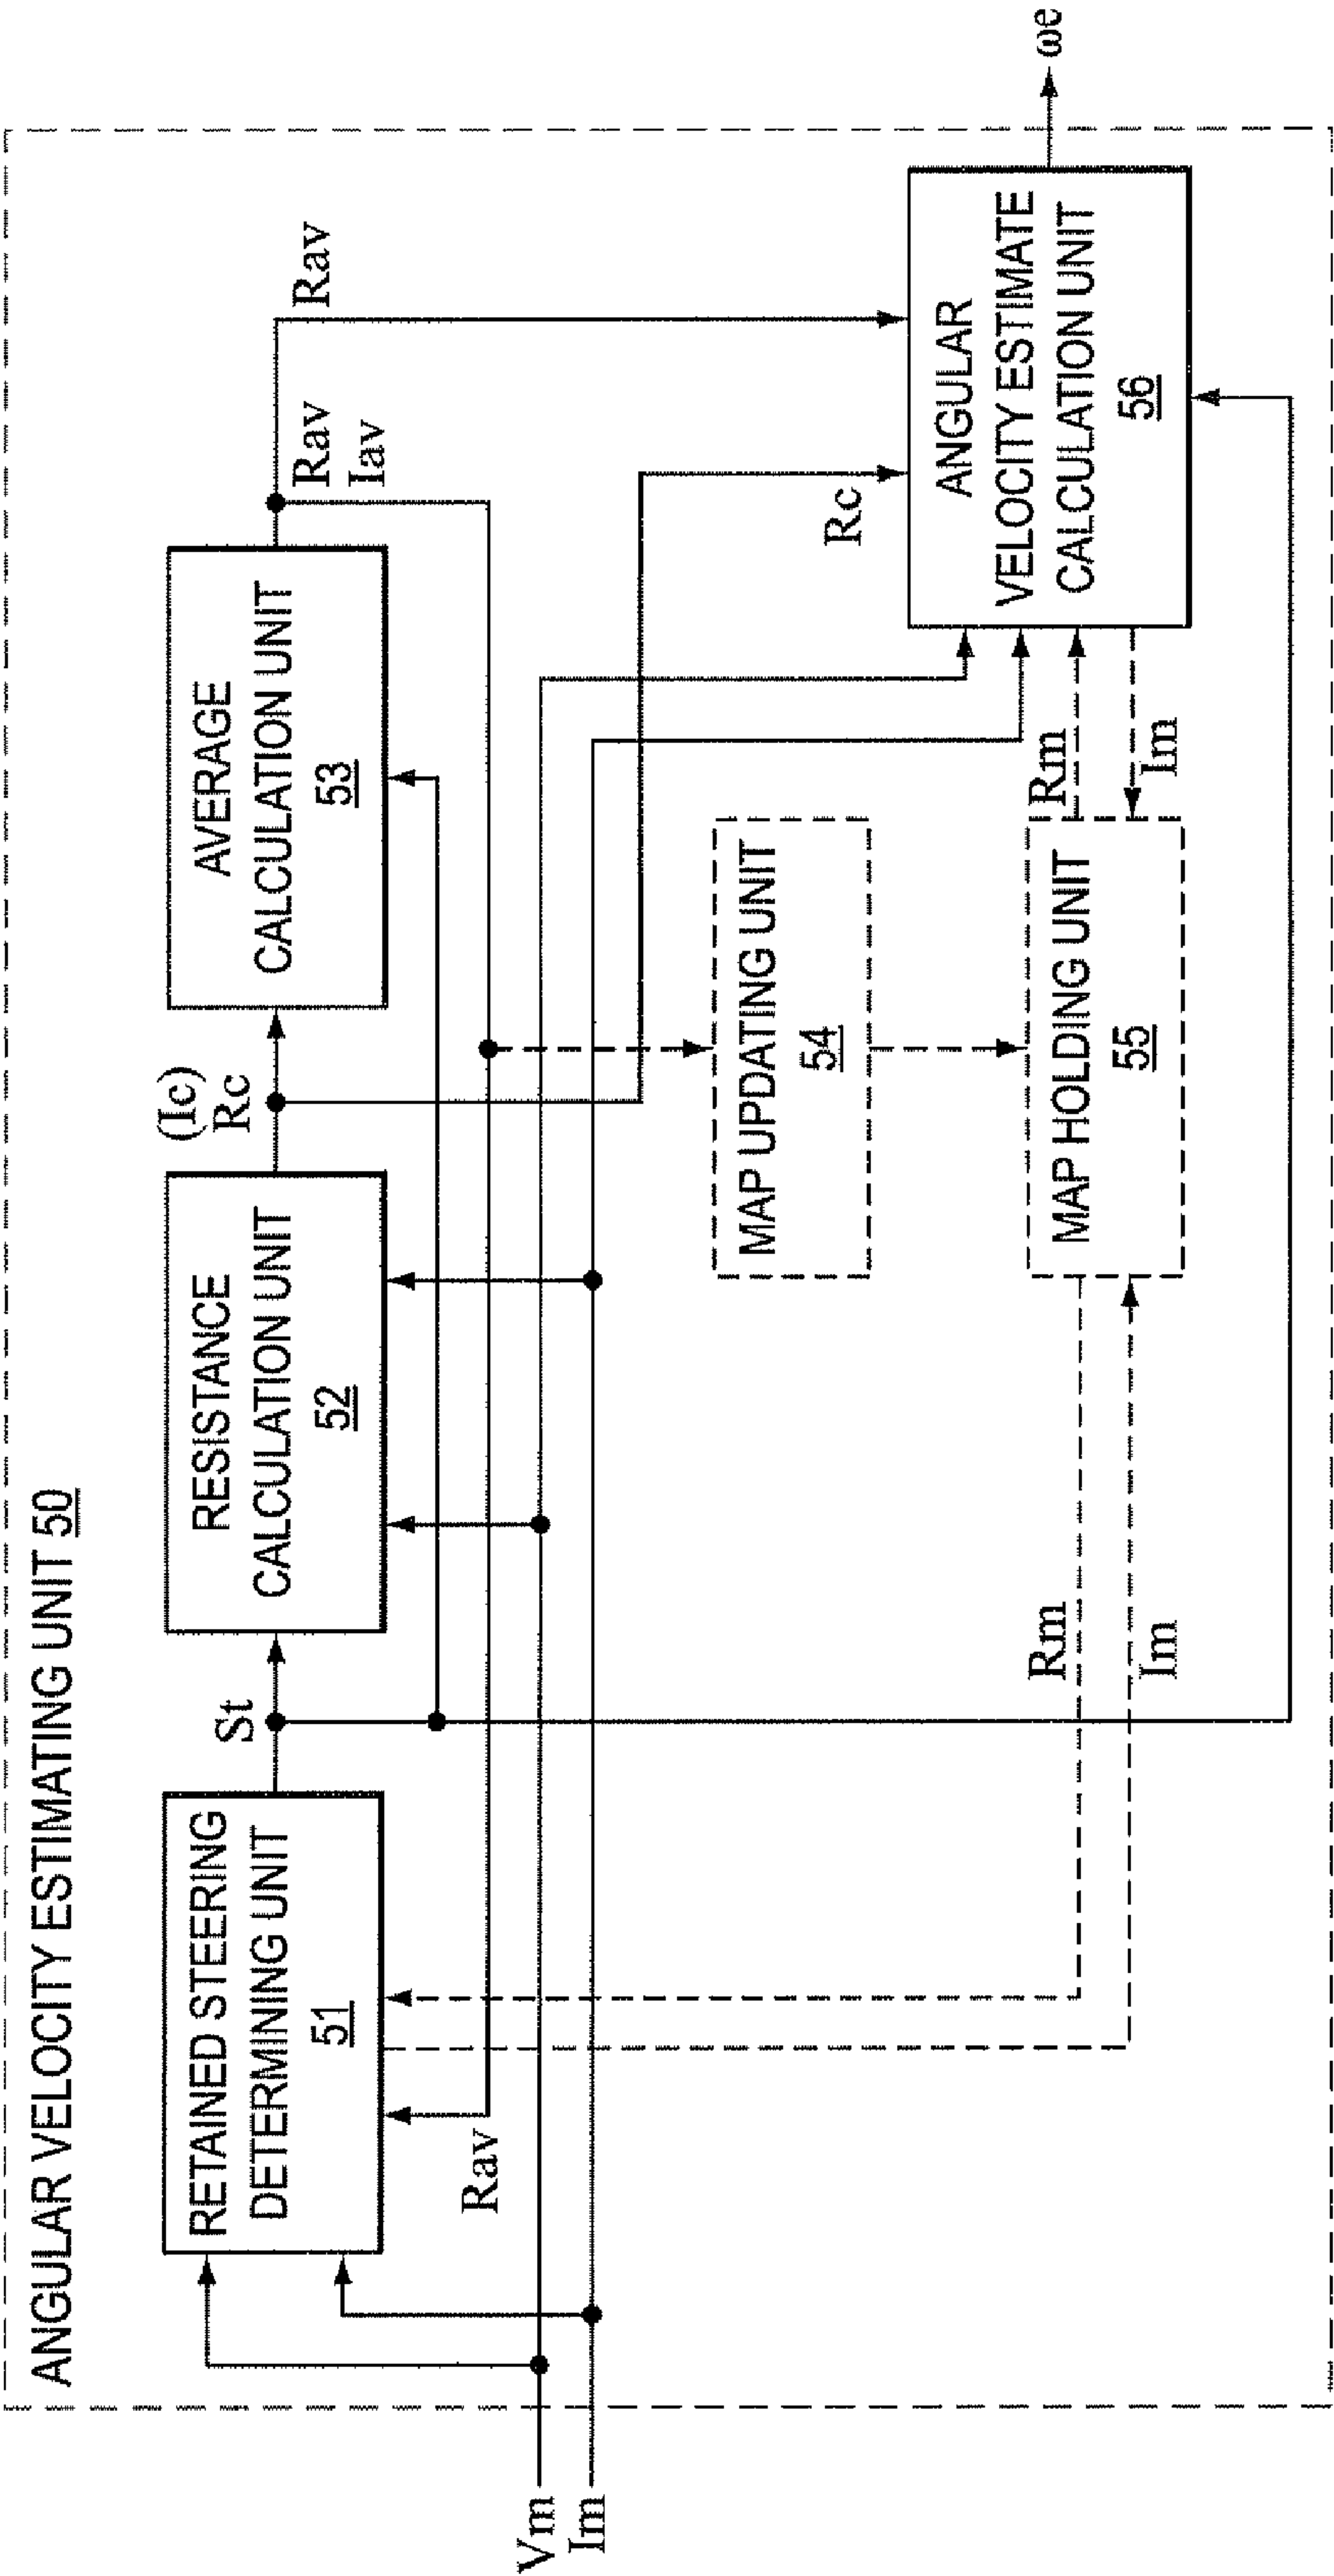 ANGULAR VELOCITY ESTIMATING UNIT 50
RETAINED STEERING
DETERMINING UNIT
51
St
RESISTANCE
CALCULATION UNIT
52
(Ic)
Rc
AVERAGE
CALCULATION UNIT
53
Rav
Iav
Rav
Rav
Rc
Vm
Im
MAP UPDATING UNIT
54
MAP HOLDING UNIT
55
Rm
Im
Rm
Im
ANGULAR
VELOCITY ESTIMATE
CALCULATION UNIT
56
ωe